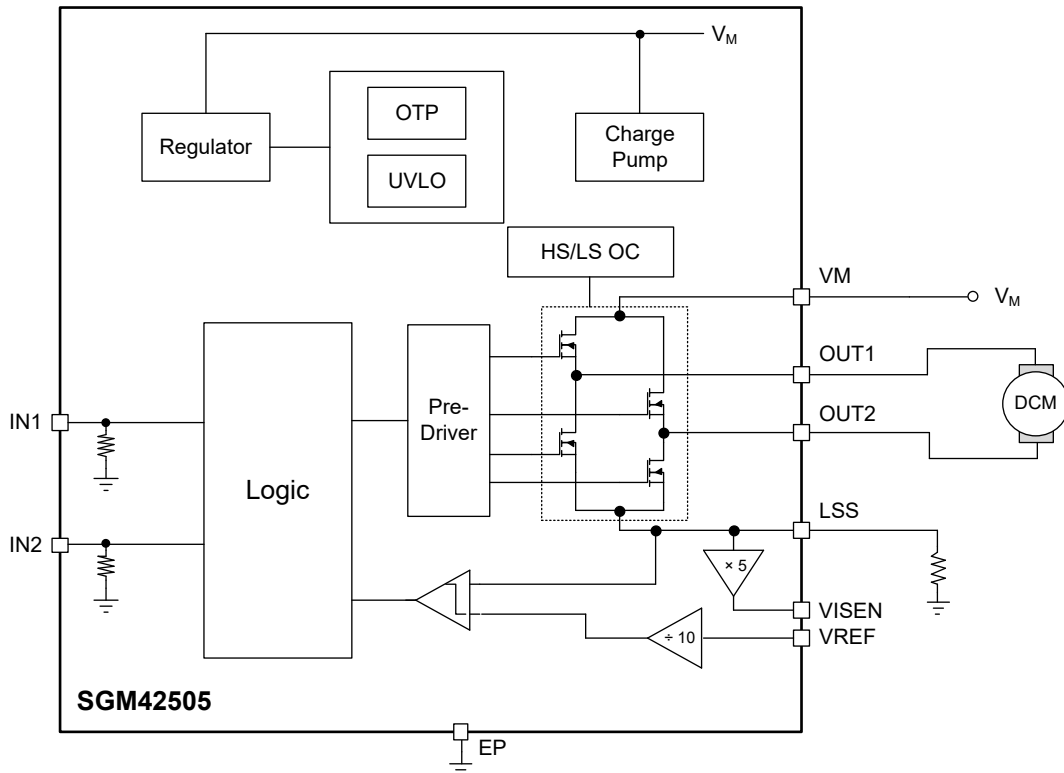 V_M
OTP
Regulator
Charge
Pump
UVLO
HS/LS OC
VM
V_M
OUT1
DCM
Pre-
Driver
IN1
OUT2
Logic
LSS
IN2
× 5
VISEN
÷ 10
VREF
SGM42505
EP